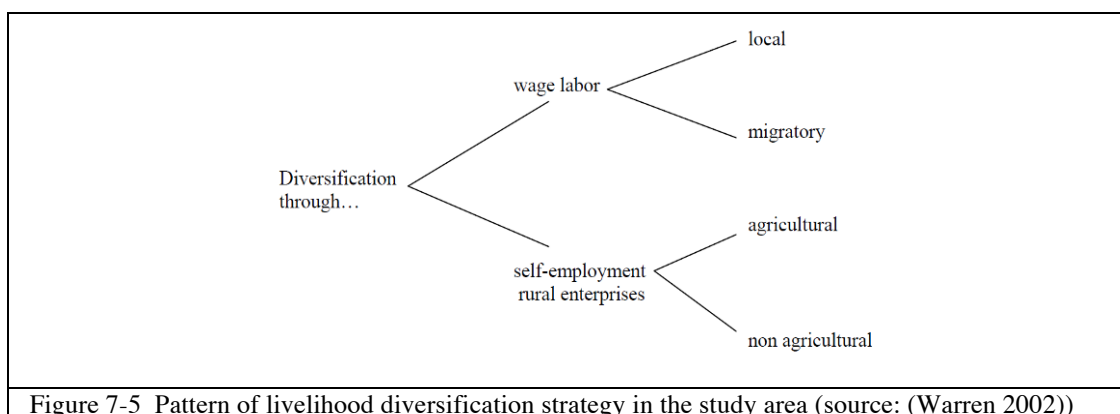 local
wage labor
migratory
Diversification
through…
agricultural
self-employment
rural enterprises
non agricultural
Figure 7-5 Pattern of livelihood diversification strategy in the study area (source: (Warren 2002))